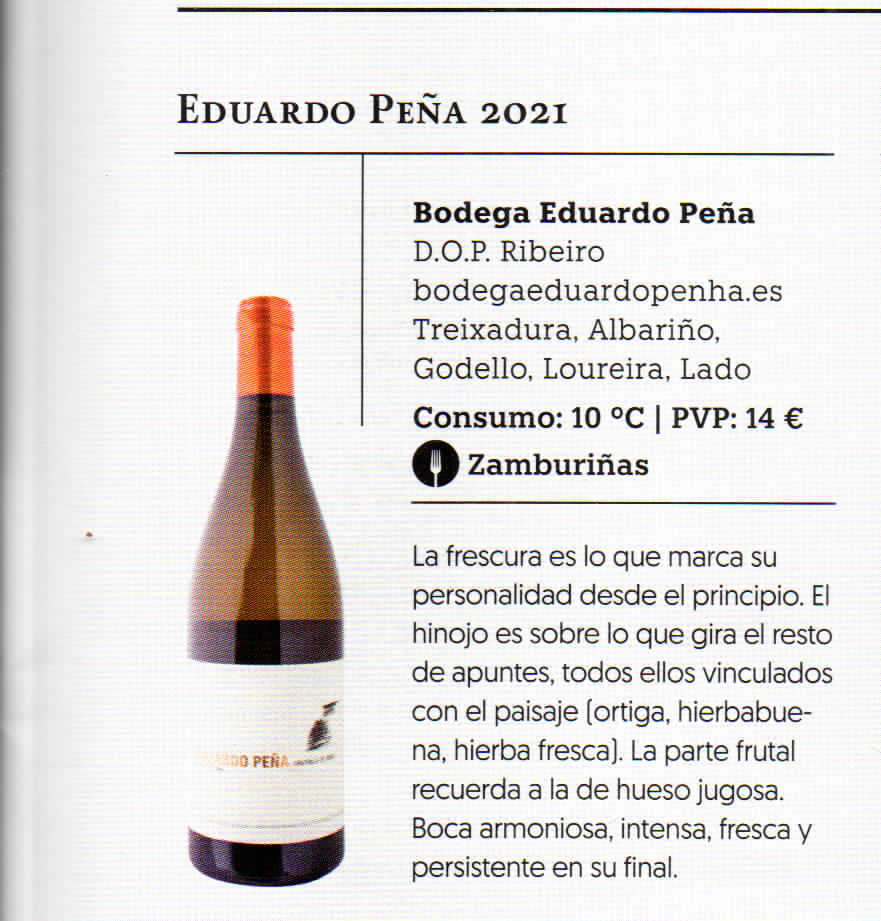 EDUARDO PEÑA 2021
Bodega Eduardo Peña
D.O.P. Ribeiro
bodegaeduardopenha.es
Treixadura, Albariño,
Godello, Loureira, Lado
Consumo: 10 ºC | PVP: 14 €
Zamburiñas
La frescura es lo que marca su
personalidad desde el principio. El
hinojo es sobre lo que gira el resto
de apuntes, todos ellos vinculados
con el paisaje (ortiga, hierbabue-
na, hierba fresca). La parte frutal
recuerda a la de hueso jugosa.
Boca armoniosa, intensa, fresca y
persistente en su final.
PEÑA